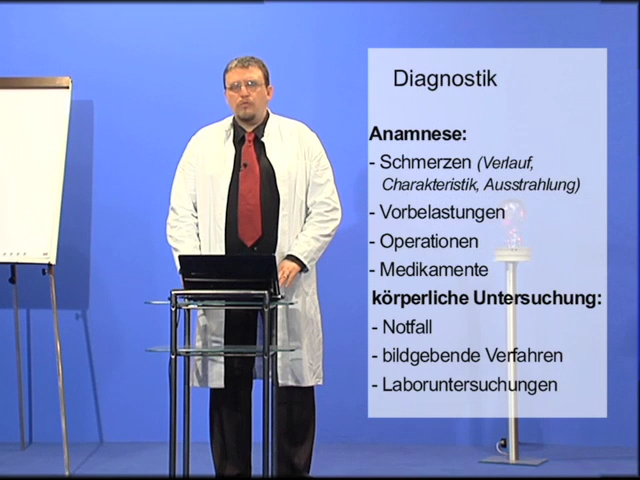 Diagnostik
Anamnese:
- Schmerzen (Verlauf,
Charakteristik, Ausstrahlung)
- Vorbelastungen
- Operationen
- Medikamente
körperliche Untersuchung:
- Notfall
- bildgebende Verfahren
- Laboruntersuchungen